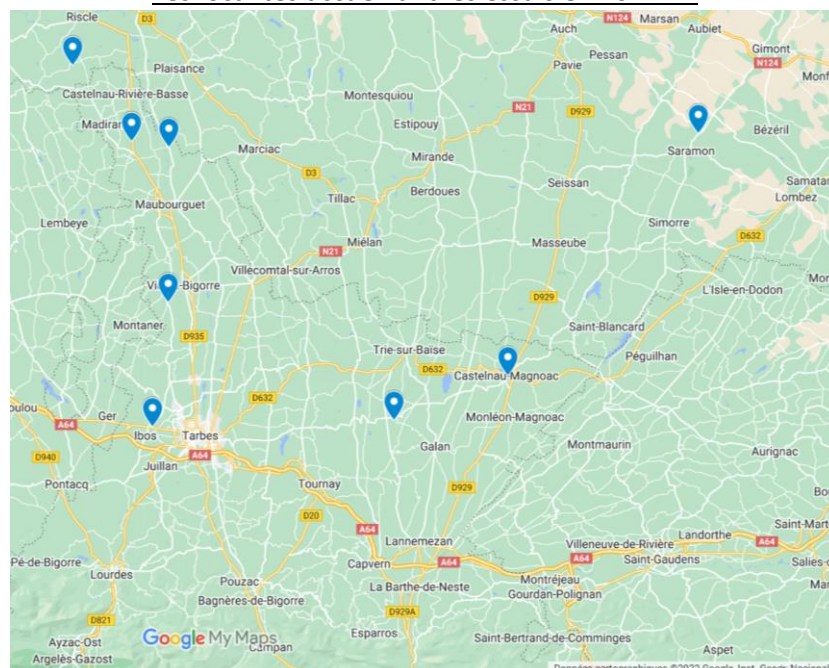 Riscle
D3
N124
Marsan
Aubiet
Auch
Gimont
Pavie
Pessan
N124
Plaisance
Castelnau-Rivière-Basse
Montesquiou
N21
D929
Madiran
Estipouy
Bézéril
Marciac
Mirande
Saramon
D3
Seissan
Berdoues
Tillac
Lombez
Maubourguet
Simorre
Lembeye
D632
Miélan
Masseube
N21
Villecomtal-sur-Arros
L'Isle-en-Dodon
D929
Montaner
D935
Saint-Blancard
Trie-sur-Baïse
Péguilhan
D632
Castelnau-Magnoac
D632
Ger
Monléon-Magnoac
A64
Ibos
Tarbes
Galan
Montmaurin
Aurignac
D940
Juillan
A64
Pontacq
Tournay
D929
D20
A64
Lannemezan
Landorthe
Capvern
A64
Villeneuve-de-Rivière
A64
A64
Saint-Gaudens
Lourdes
Pouzac
La Barthe-de-Neste
Montréjeau
Gourdan-Polignan
Bagnères-de-Bigorre
D821
D929A
Esparros
Google My Maps
Campan
Saint-Bertrand-de-Comminges
Ayzac-Ost
Argelès-Gazost
Aspet